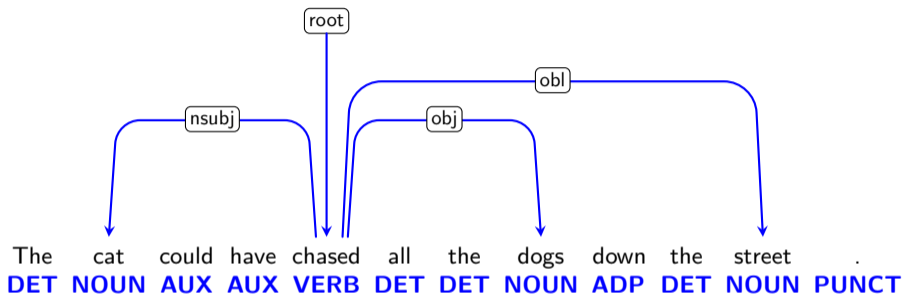 root
obl
nsubj obj
The cat could have chased all the dogs down the street .
DET NOUN AUX AUX VERB DET DET NOUN ADP DET NOUN PUNCT